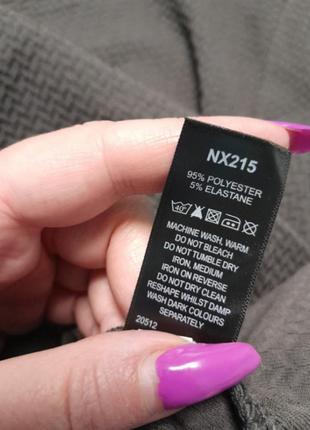 NX215
95% POLYESTER
5% ELASTANE
40°
MACHINE WASH, WARM
DO NOT BLEACH
DO NOT TUMBLE DRY
IRON, MEDIUM
IRON ON REVERSE
DO NOT DRY CLEAN
RESHAPE WHILST DAMP
WASH DARK COLOURS
SEPARATELY
20512